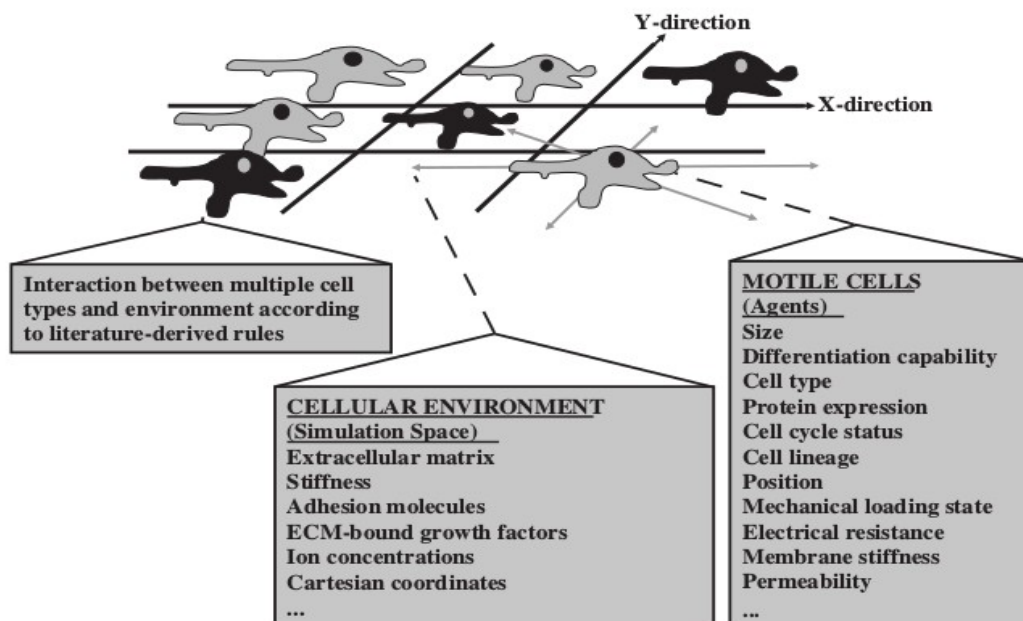 Y-direction
X-direction
Interaction between multiple cell
types and environment according
to literature-derived rules
CELLULAR ENVIRONMENT
(Simulation Space)
Extracellular matrix
Stiffness
Adhesion molecules
ECM-bound growth factors
Ion concentrations
Cartesian coordinates
...
MOTILE CELLS
(Agents)
Size
Differentiation capability
Cell type
Protein expression
Cell cycle status
Cell lineage
Position
Mechanical loading state
Electrical resistance
Membrane stiffness
Permeability
...